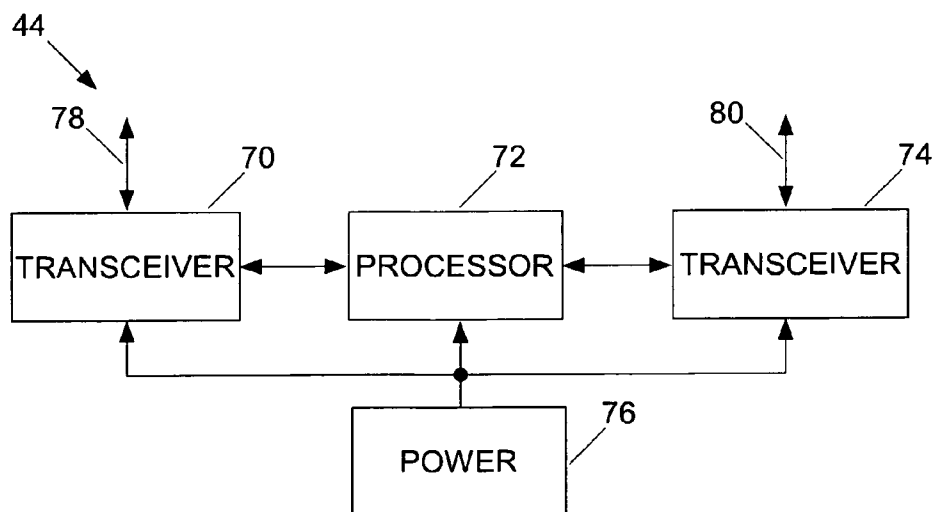 44
78
70
72
80
74
TRANSCEIVER
PROCESSOR
TRANSCEIVER
76
POWER